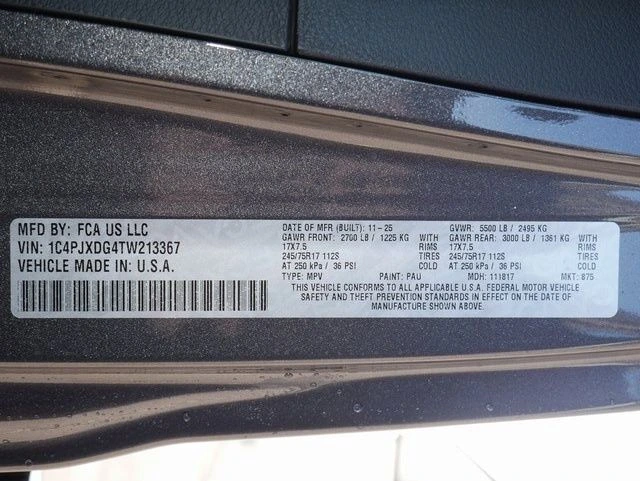 MFD BY: FCA US LLC
VIN: 1C4PJXDG4TW213367
VEHICLE MADE IN: U.S.A.
DATE OF MFR (BUILT): 11-25 GVWR: 5500 LB / 2495 KG
GAWR FRONT: 2700 LB / 1225 KG WITH GAWR REAR: 3000 LB / 1361 KG WITH
17X7.5 RIMS 17X7.5 RIMS
245/75R17 112S TIRES 245/75R17 112S TIRES
AT 250 kPa / 36 PSI COLD AT 250 kPa / 36 PSI COLD
TYPE: MPV PAINT: PAU MDH: 111817 MKT: 875
THIS VEHICLE CONFORMS TO ALL APPLICABLE U.S.A. FEDERAL MOTOR VEHICLE
SAFETY AND THEFT PREVENTION STANDARDS IN EFFECT ON THE DATE OF
MANUFACTURE SHOWN ABOVE.